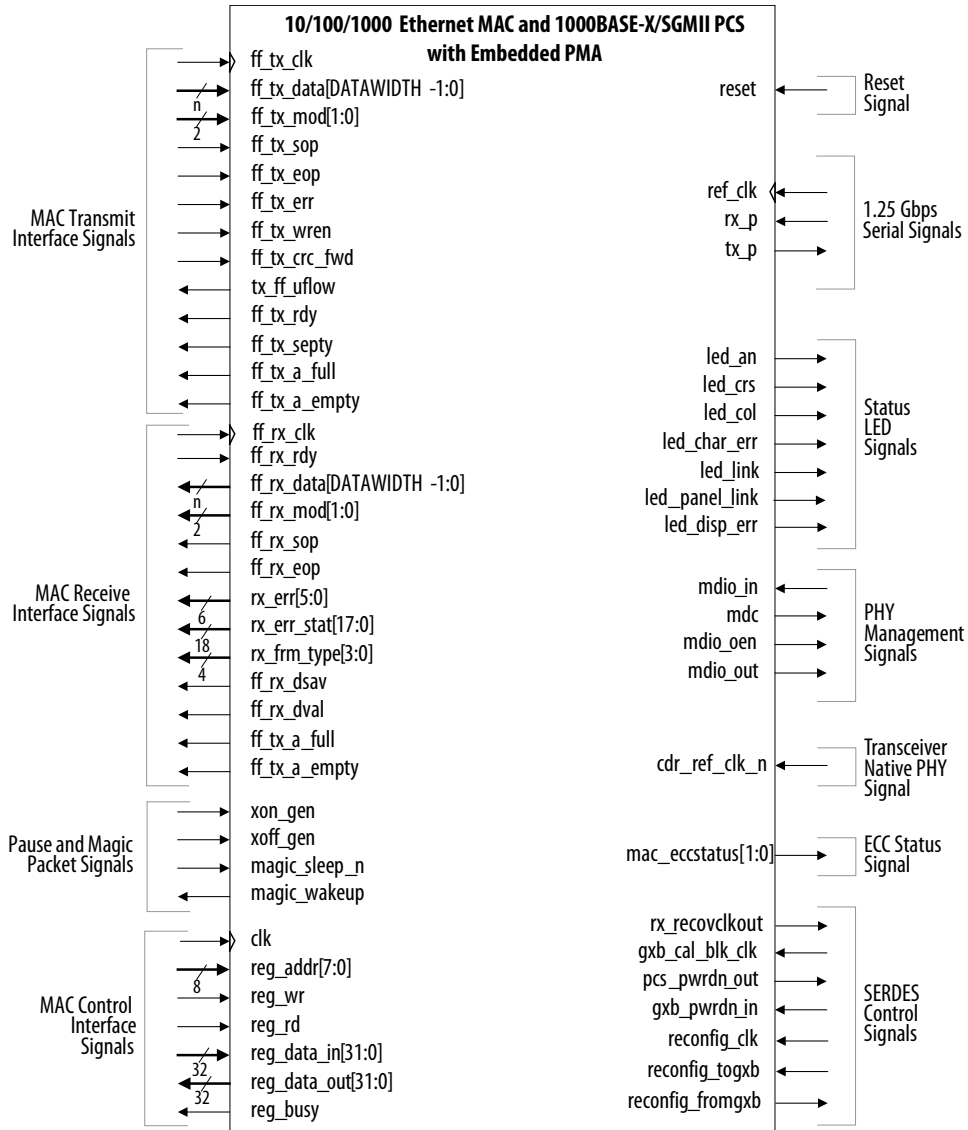 10/100/1000 Ethernet MAC and 1000BASE-X/SGMII PCS
with Embedded PMA
MAC Transmit
Interface Signals
ff_tx_clk
ff_tx_data[DATAWIDTH -1:0]
n
ff_tx_mod[1:0]
2
ff_tx_sop
ff_tx_eop
ff_tx_err
ff_tx_wren
ff_tx_crc_fwd
tx_ff_uflow
ff_tx_rdy
ff_tx_septy
ff_tx_a_full
ff_tx_a_empty
MAC Receive
Interface Signals
ff_rx_clk
ff_rx_rdy
ff_rx_data[DATAWIDTH -1:0]
n
ff_rx_mod[1:0]
2
ff_rx_sop
ff_rx_eop
rx_err[5:0]
6
rx_err_stat[17:0]
18
rx_frm_type[3:0]
4
ff_rx_dsav
ff_rx_dval
ff_tx_a_full
ff_tx_a_empty
Pause and Magic
Packet Signals
xon_gen
xoff_gen
magic_sleep_n
magic_wakeup
MAC Control
Interface
Signals
clk
reg_addr[7:0]
8
reg_wr
reg_rd
reg_data_in[31:0]
32
reg_data_out[31:0]
32
reg_busy
reset
Reset
Signal
ref_clk
rx_p
tx_p
1.25 Gbps
Serial Signals
led_an
led_crs
led_col
led_char_err
led_link
led_panel_link
led_disp_err
Status
LED
Signals
mdio_in
mdc
mdio_oen
mdio_out
PHY
Management
Signals
cdr_ref_clk_n
Transceiver
Native PHY
Signal
mac_eccstatus[1:0]
ECC Status
Signal
rx_recovclkout
gxb_cal_blk_clk
pcs_pwrdn_out
gxb_pwrdn_in
reconfig_clk
reconfig_togxb
reconfig_fromgxb
SERDES
Control
Signals